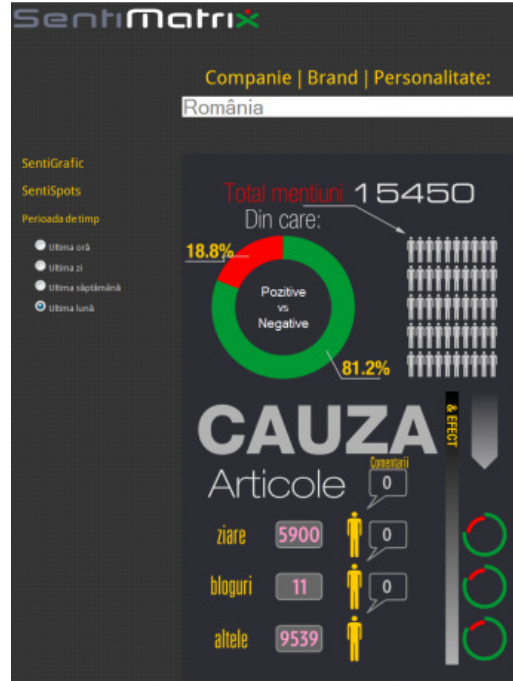 SentiMatrix
Companie | Brand | Personalitate:
România
SentiGrafic
SentiSpots
Perioada de timp
Ultima oră
Ultima zi
Ultima săptămână
Ultima lună
Total mentiuni 15450
Din care:
18.8%
Pozitive
vs
Negative
81.2%
CAUZA
& EFECT
Comentarii
Articole 0
ziare 5900 0
bloguri 11 0
altele 9539